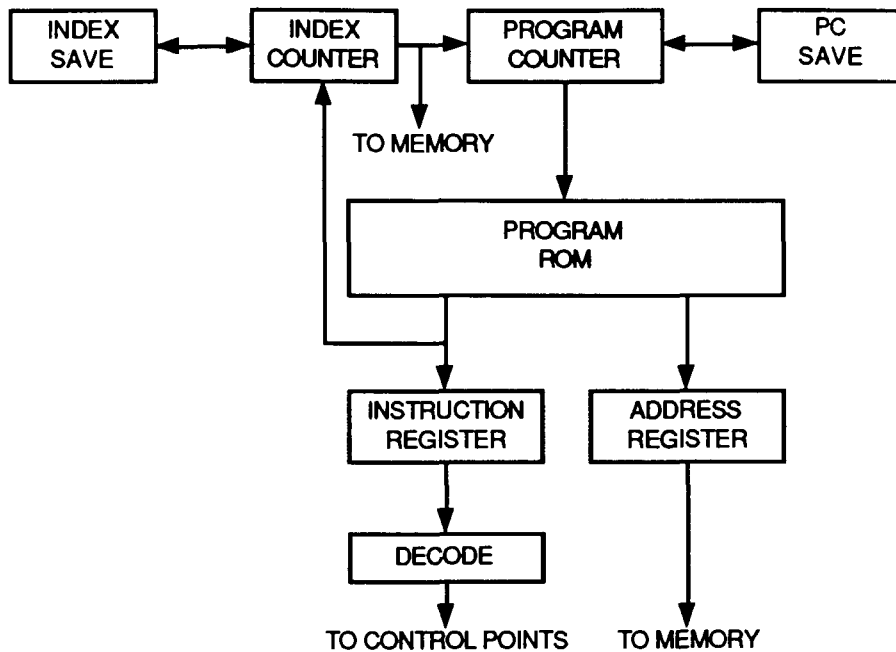 INDEX
SAVE
INDEX
COUNTER
PROGRAM
COUNTER
PC
SAVE
TO MEMORY
PROGRAM
ROM
INSTRUCTION
REGISTER
ADDRESS
REGISTER
DECODE
TO CONTROL POINTS
TO MEMORY